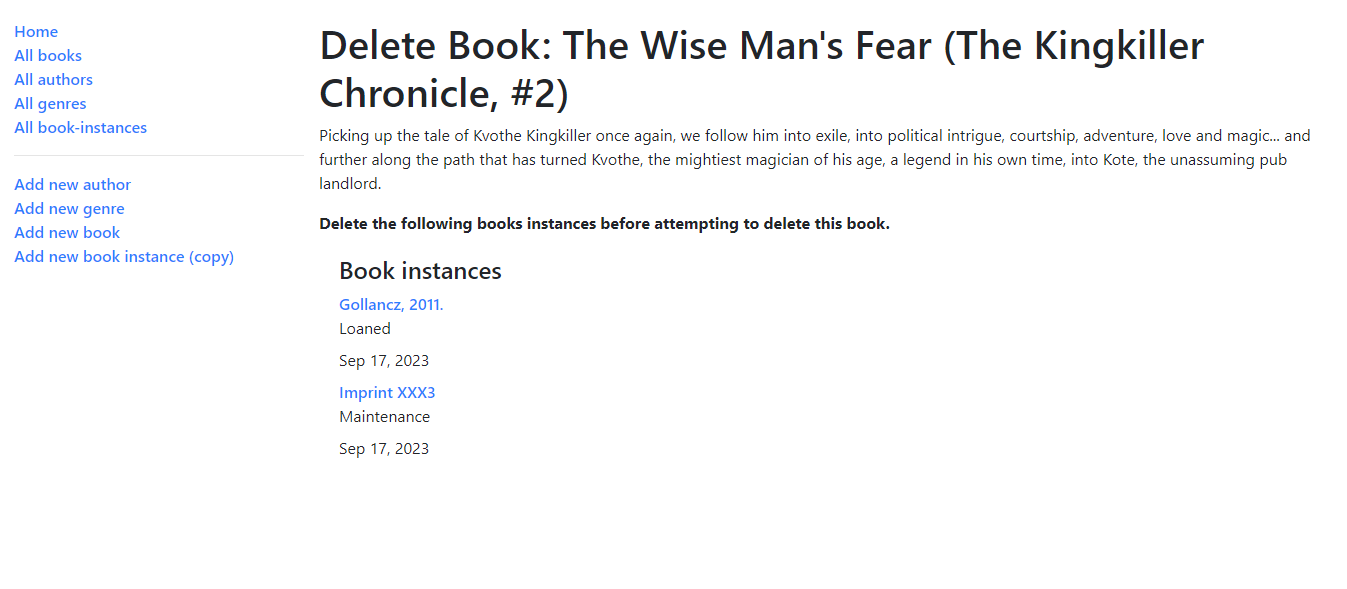 Home
All books
All authors
All genres
All book-instances
Add new author
Add new genre
Add new book
Add new book instance (copy)
Delete Book: The Wise Man's Fear (The Kingkiller
Chronicle, #2)
Picking up the tale of Kvothe Kingkiller once again, we follow him into exile, into political intrigue, courtship, adventure, love and magic... and
further along the path that has turned Kvothe, the mightiest magician of his age, a legend in his own time, into Kote, the unassuming pub
landlord.
Delete the following books instances before attempting to delete this book.
Book instances
Gollancz, 2011.
Loaned
Sep 17, 2023
Imprint XXX3
Maintenance
Sep 17, 2023